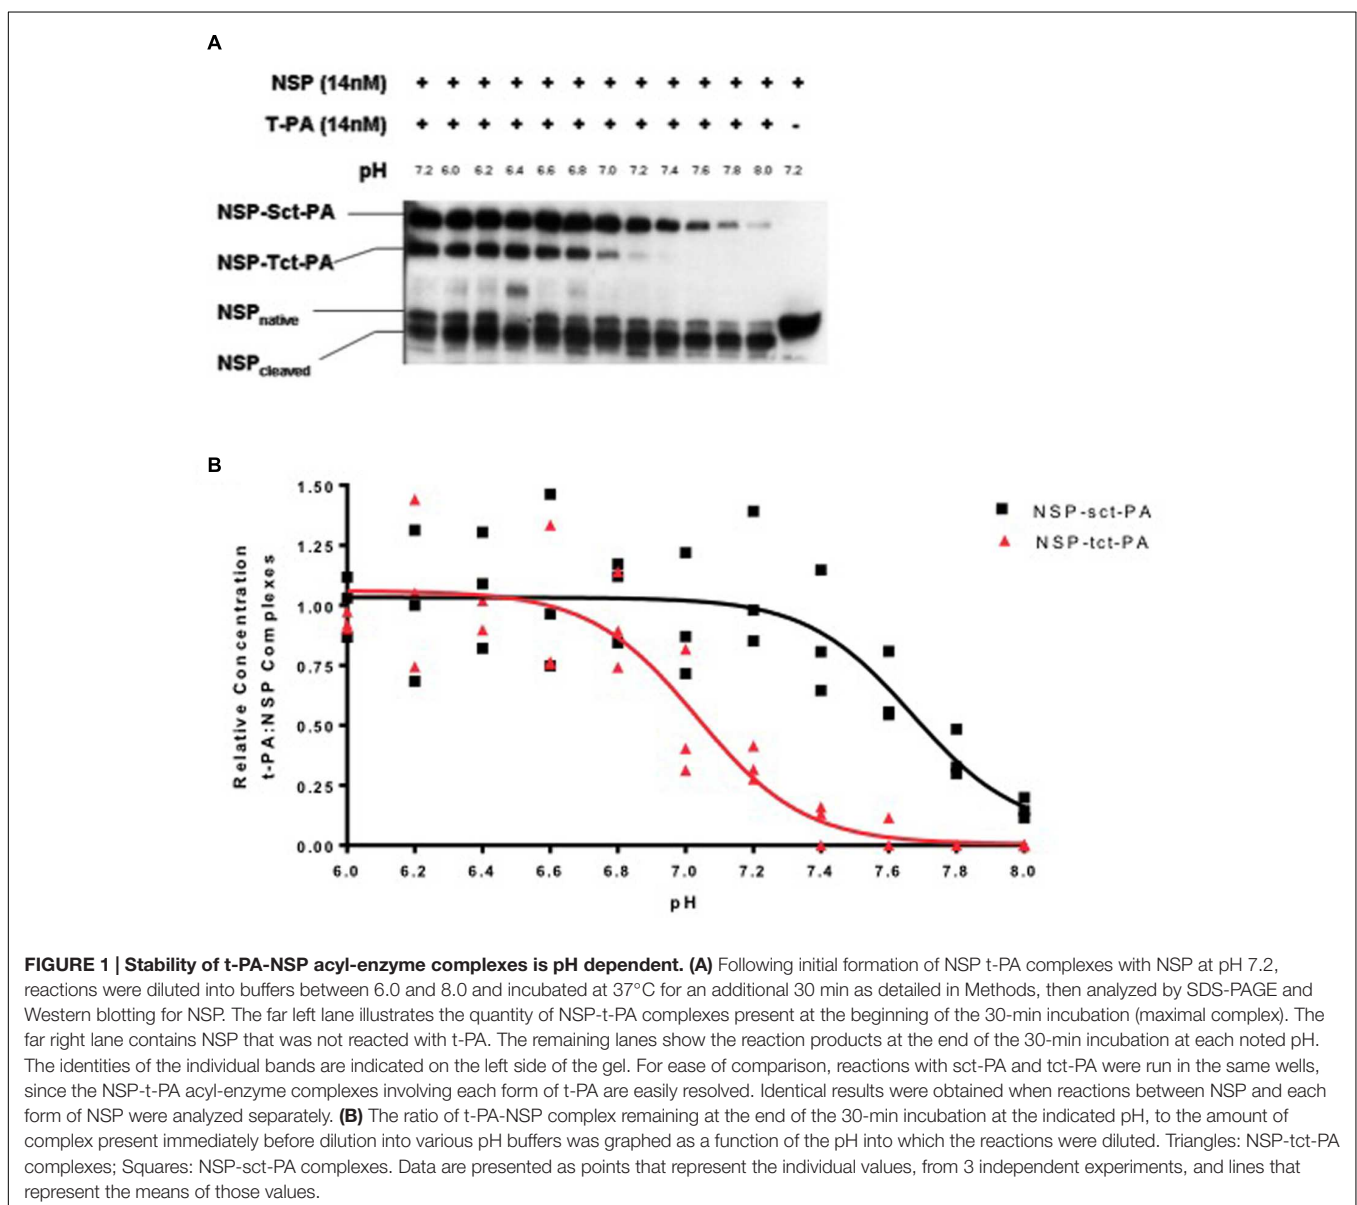 A
NSP (14nM) + + + + + + + + + + + + +
T-PA (14nM) + + + + + + + + + + + + -
pH 7.2 6.0 6.2 6.4 6.6 6.8 7.0 7.2 7.4 7.6 7.8 8.0 7.2
NSP-Sct-PA
NSP-Tct-PA
NSPnative
NSPcleaved
B
Relative Concentration
t-PA:NSP Complexes
1.50
1.25
1.00
0.75
0.50
0.25
0.00
6.0 6.2 6.4 6.6 6.8 7.0 7.2 7.4 7.6 7.8 8.0
pH
NSP-sct-PA
NSP-tct-PA
FIGURE 1 | Stability of t-PA-NSP acyl-enzyme complexes is pH dependent. (A) Following initial formation of NSP t-PA complexes with NSP at pH 7.2,
reactions were diluted into buffers between 6.0 and 8.0 and incubated at 37°C for an additional 30 min as detailed in Methods, then analyzed by SDS-PAGE and
Western blotting for NSP. The far left lane illustrates the quantity of NSP-t-PA complexes present at the beginning of the 30-min incubation (maximal complex). The
far right lane contains NSP that was not reacted with t-PA. The remaining lanes show the reaction products at the end of the 30-min incubation at each noted pH.
The identities of the individual bands are indicated on the left side of the gel. For ease of comparison, reactions with sct-PA and tct-PA were run in the same wells,
since the NSP-t-PA acyl-enzyme complexes involving each form of t-PA are easily resolved. Identical results were obtained when reactions between NSP and each
form of NSP were analyzed separately. (B) The ratio of t-PA-NSP complex remaining at the end of the 30-min incubation at the indicated pH, to the amount of
complex present immediately before dilution into various pH buffers was graphed as a function of the pH into which the reactions were diluted. Triangles: NSP-tct-PA
complexes; Squares: NSP-sct-PA complexes. Data are presented as points that represent the individual values, from 3 independent experiments, and lines that
represent the means of those values.